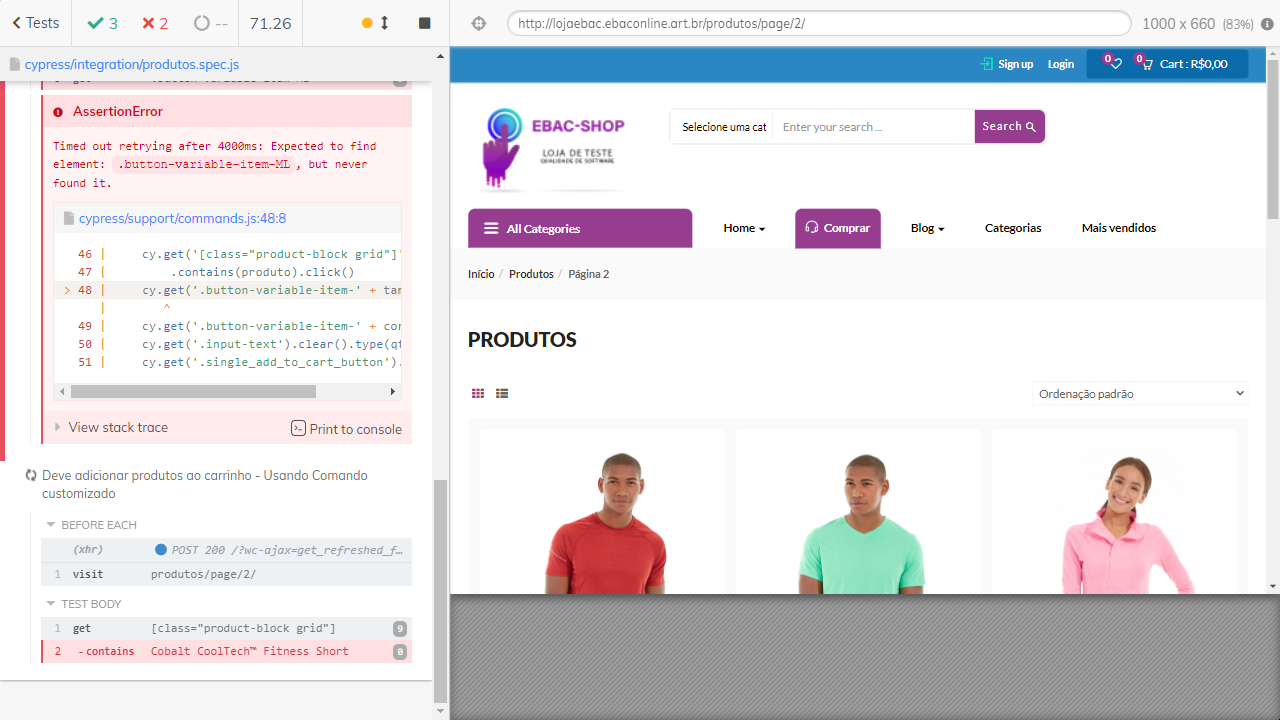 Tests
3
2
--
71.26
http://lojaebac.ebaconline.art.br/produtos/page/2/
1000 x 660 (83%)
cypress/integration/produtos.spec.js
AssertionError
Timed out retrying after 4000ms: Expected to find
element: .button-variable-item-ML, but never
found it.
cypress/support/commands.js:48:8
46 | cy.get('[class="product-block grid"]'
47 | .contains(produto).click()
> 48 | cy.get('.button-variable-item-' + tam
| ^
49 | cy.get('.button-variable-item-' + cor
50 | cy.get('.input-text').clear().type(qt
51 | cy.get('.single_add_to_cart_button').
View stack trace
Print to console
Deve adicionar produtos ao carrinho - Usando Comando
customizado
BEFORE EACH
(xhr) POST 200 /?wc-ajax=get_refreshed_f…
1 visit produtos/page/2/
TEST BODY
1 get [class="product-block grid"] 9
2 -contains Cobalt CoolTech™ Fitness Short 0
Sign up
Login
0
0
Cart : R$0,00
EBAC-SHOP
LOJA DE TESTE
QUALIDADE DE SOFTWARE
Selecione uma cat
Enter your search ...
Search
All Categories
Home
Comprar
Blog
Categorias
Mais vendidos
Início / Produtos / Página 2
PRODUTOS
Ordenação padrão